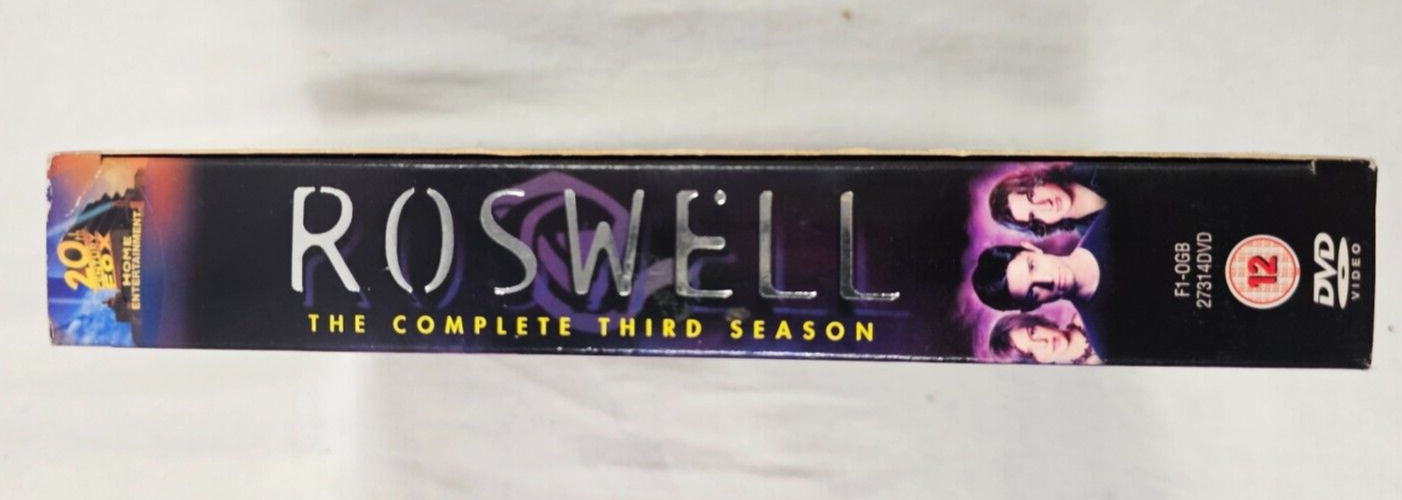 20TH
CENTURY
FOX
HOME
ENTERTAINMENT
ROSWELL
THE COMPLETE THIRD SEASON
F1-OGB
27314DVD
12
DVD
VIDEO